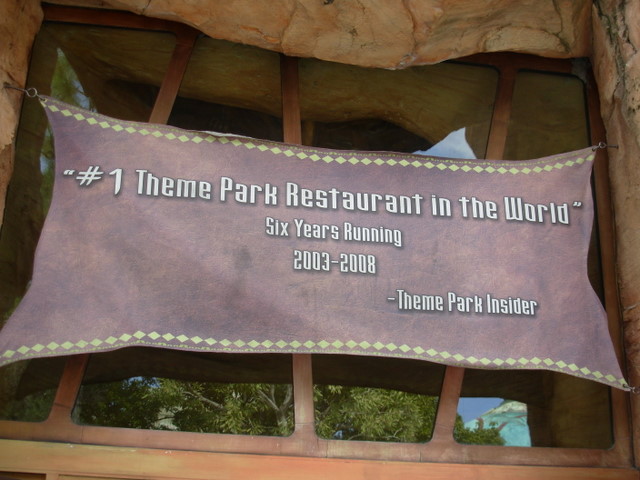 "#1 Theme Park Restaurant in the World"
Six Years Running
2003-2008
-Theme Park Insider